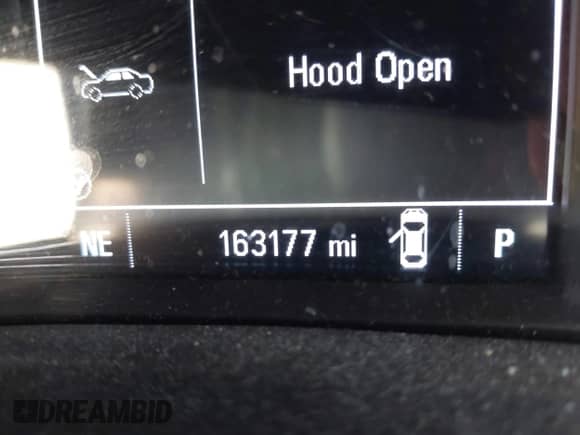 Hood Open
NE 163177 mi P
DREAMBID